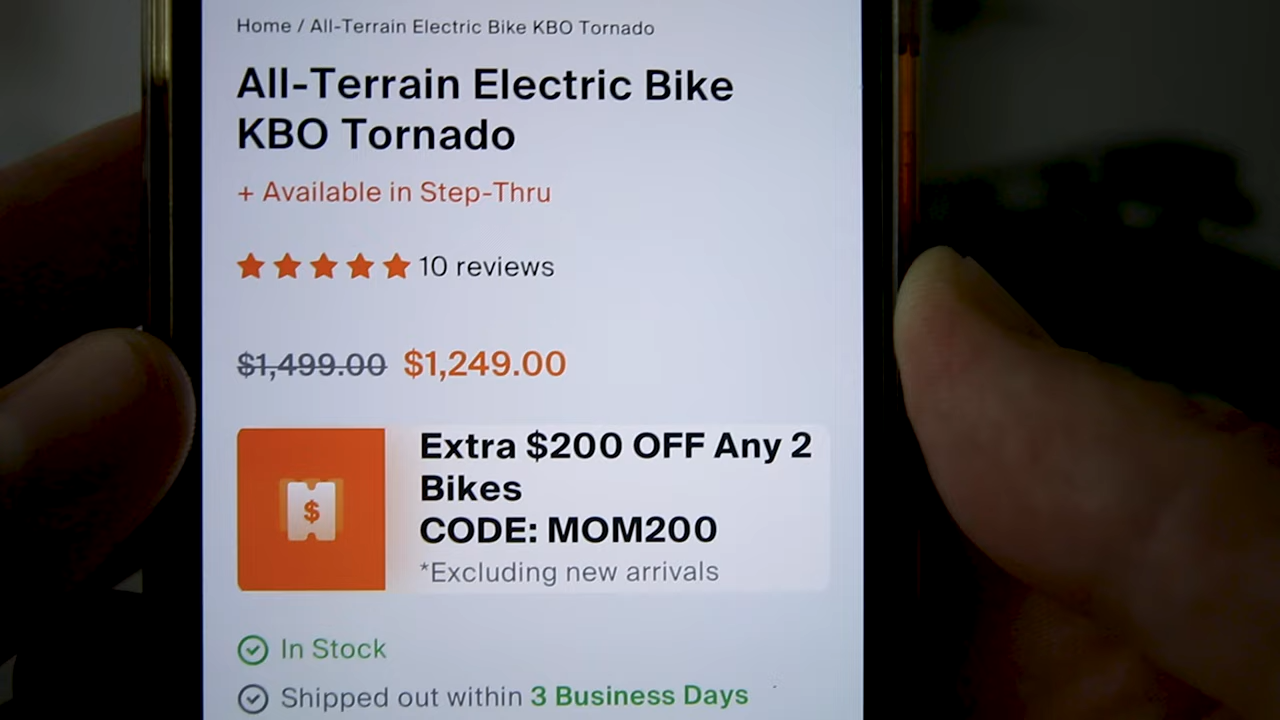 Home / All-Terrain Electric Bike KBO Tornado
All-Terrain Electric Bike
KBO Tornado
+ Available in Step-Thru
10 reviews
$1,499.00 $1,249.00
Extra $200 OFF Any 2
Bikes
$
CODE: MOM200
*Excluding new arrivals
In Stock
Shipped out within 3 Business Days